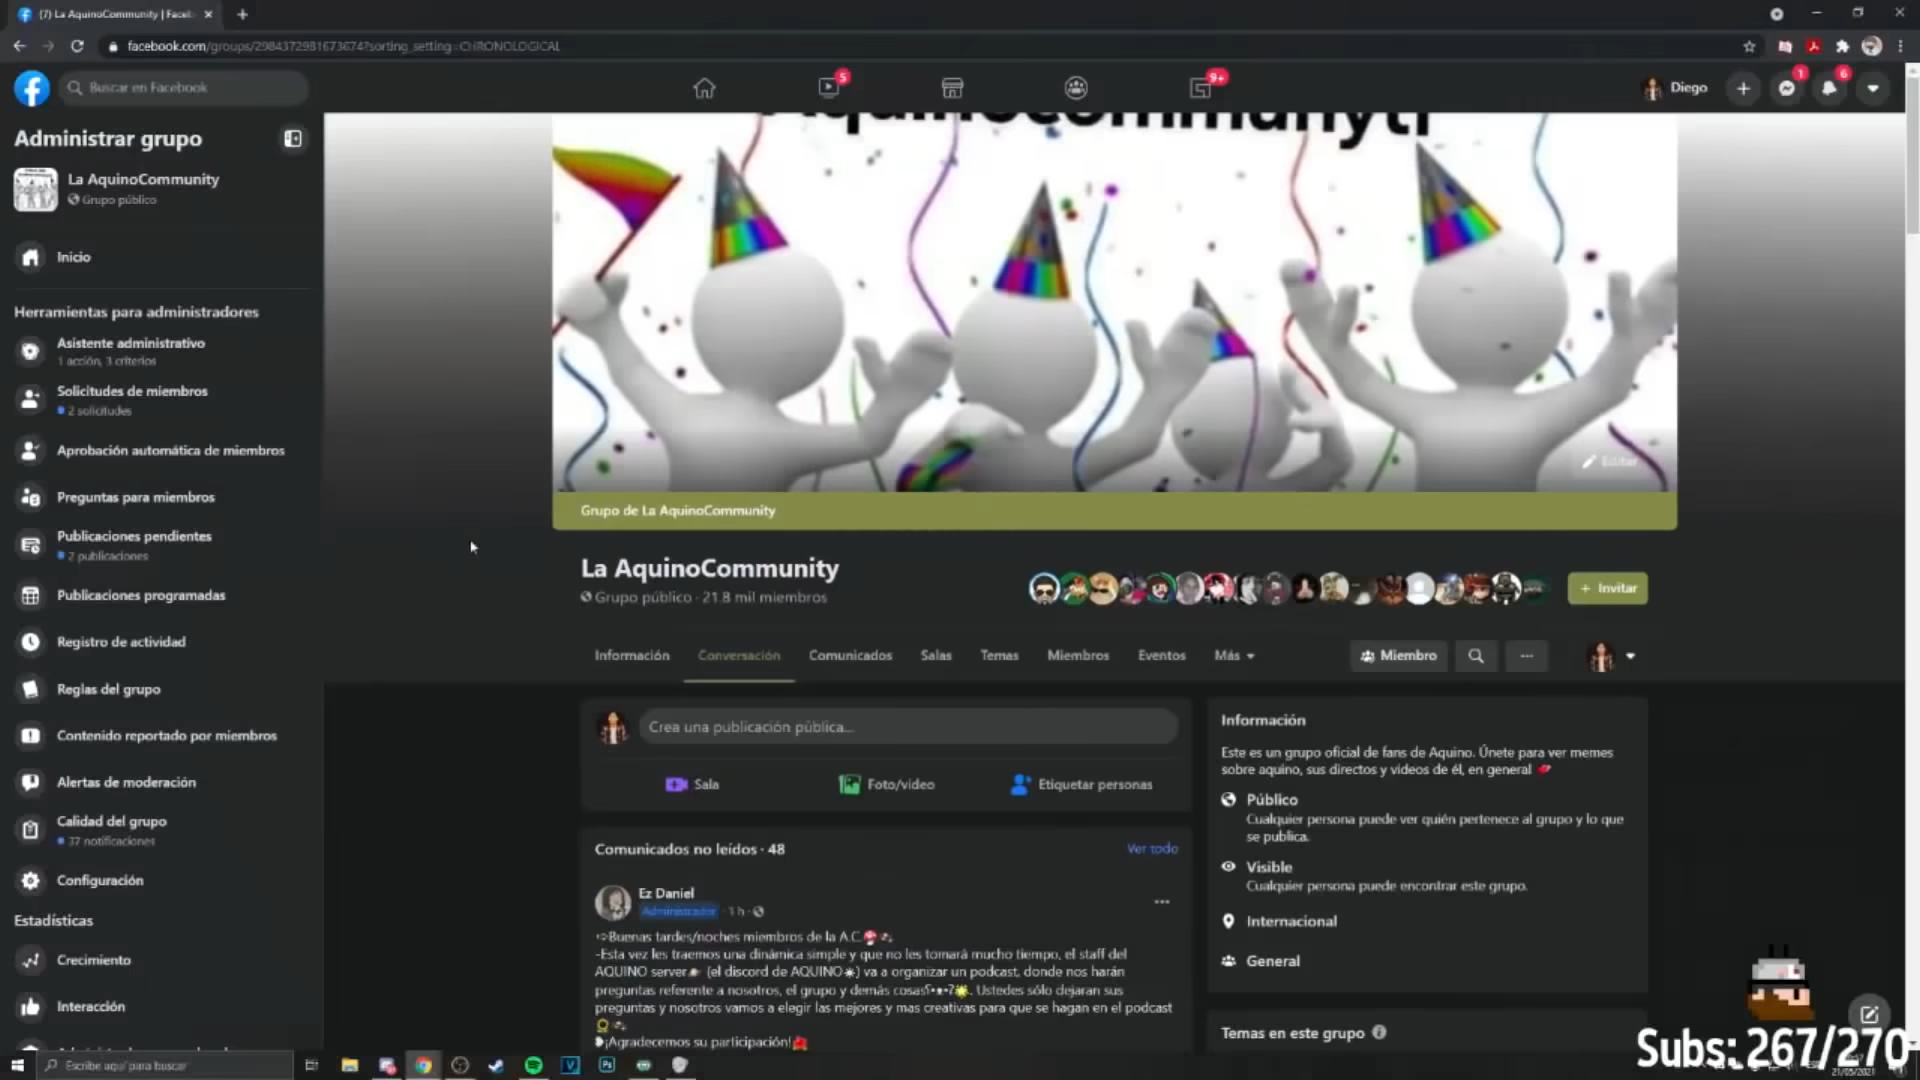 (7) La AquinoCommunity | Faceb
facebook.com/groups/2984372981673674?sorting_setting=CHRONOLOGICAL
Buscar en Facebook
5
9+
Diego
1
6
Administrar grupo
La AquinoCommunity
Grupo público
Inicio
Herramientas para administradores
Asistente administrativo
1 acción, 3 criterios
Solicitudes de miembros
2 solicitudes
Aprobación automática de miembros
Preguntas para miembros
Publicaciones pendientes
2 publicaciones
Publicaciones programadas
Registro de actividad
Reglas del grupo
Contenido reportado por miembros
Alertas de moderación
Calidad del grupo
37 notificaciones
Configuración
Estadísticas
Crecimiento
Interacción
Aquinocommunyti
Editar
Grupo de La AquinoCommunity
La AquinoCommunity
Grupo público · 21.8 mil miembros
+ Invitar
Información Conversación Comunicados Salas Temas Miembros Eventos Más
Miembro
Crea una publicación pública...
Sala Foto/video Etiquetar personas
Comunicados no leídos · 48
Ver todo
Ez Daniel
Administrador · 1 h ·
Buenas tardes/noches miembros de la A.C.
-Esta vez les traemos una dinámica simple y que no les tomará mucho tiempo, el staff del
AQUINO server (el discord de AQUINO) va a organizar un podcast, donde nos harán
preguntas referente a nosotros, el grupo y demás cosas. Ustedes sólo dejaran sus
preguntas y nosotros vamos a elegir las mejores y mas creativas para que se hagan en el podcast
¡Agradecemos su participación!
Información
Este es un grupo oficial de fans de Aquino. Únete para ver memes
sobre aquino, sus directos y videos de él, en general
Público
Cualquier persona puede ver quién pertenece al grupo y lo que
se publica.
Visible
Cualquier persona puede encontrar este grupo.
Internacional
General
Temas en este grupo
Subs: 267/270
Escribe aquí para buscar
21/05/2021